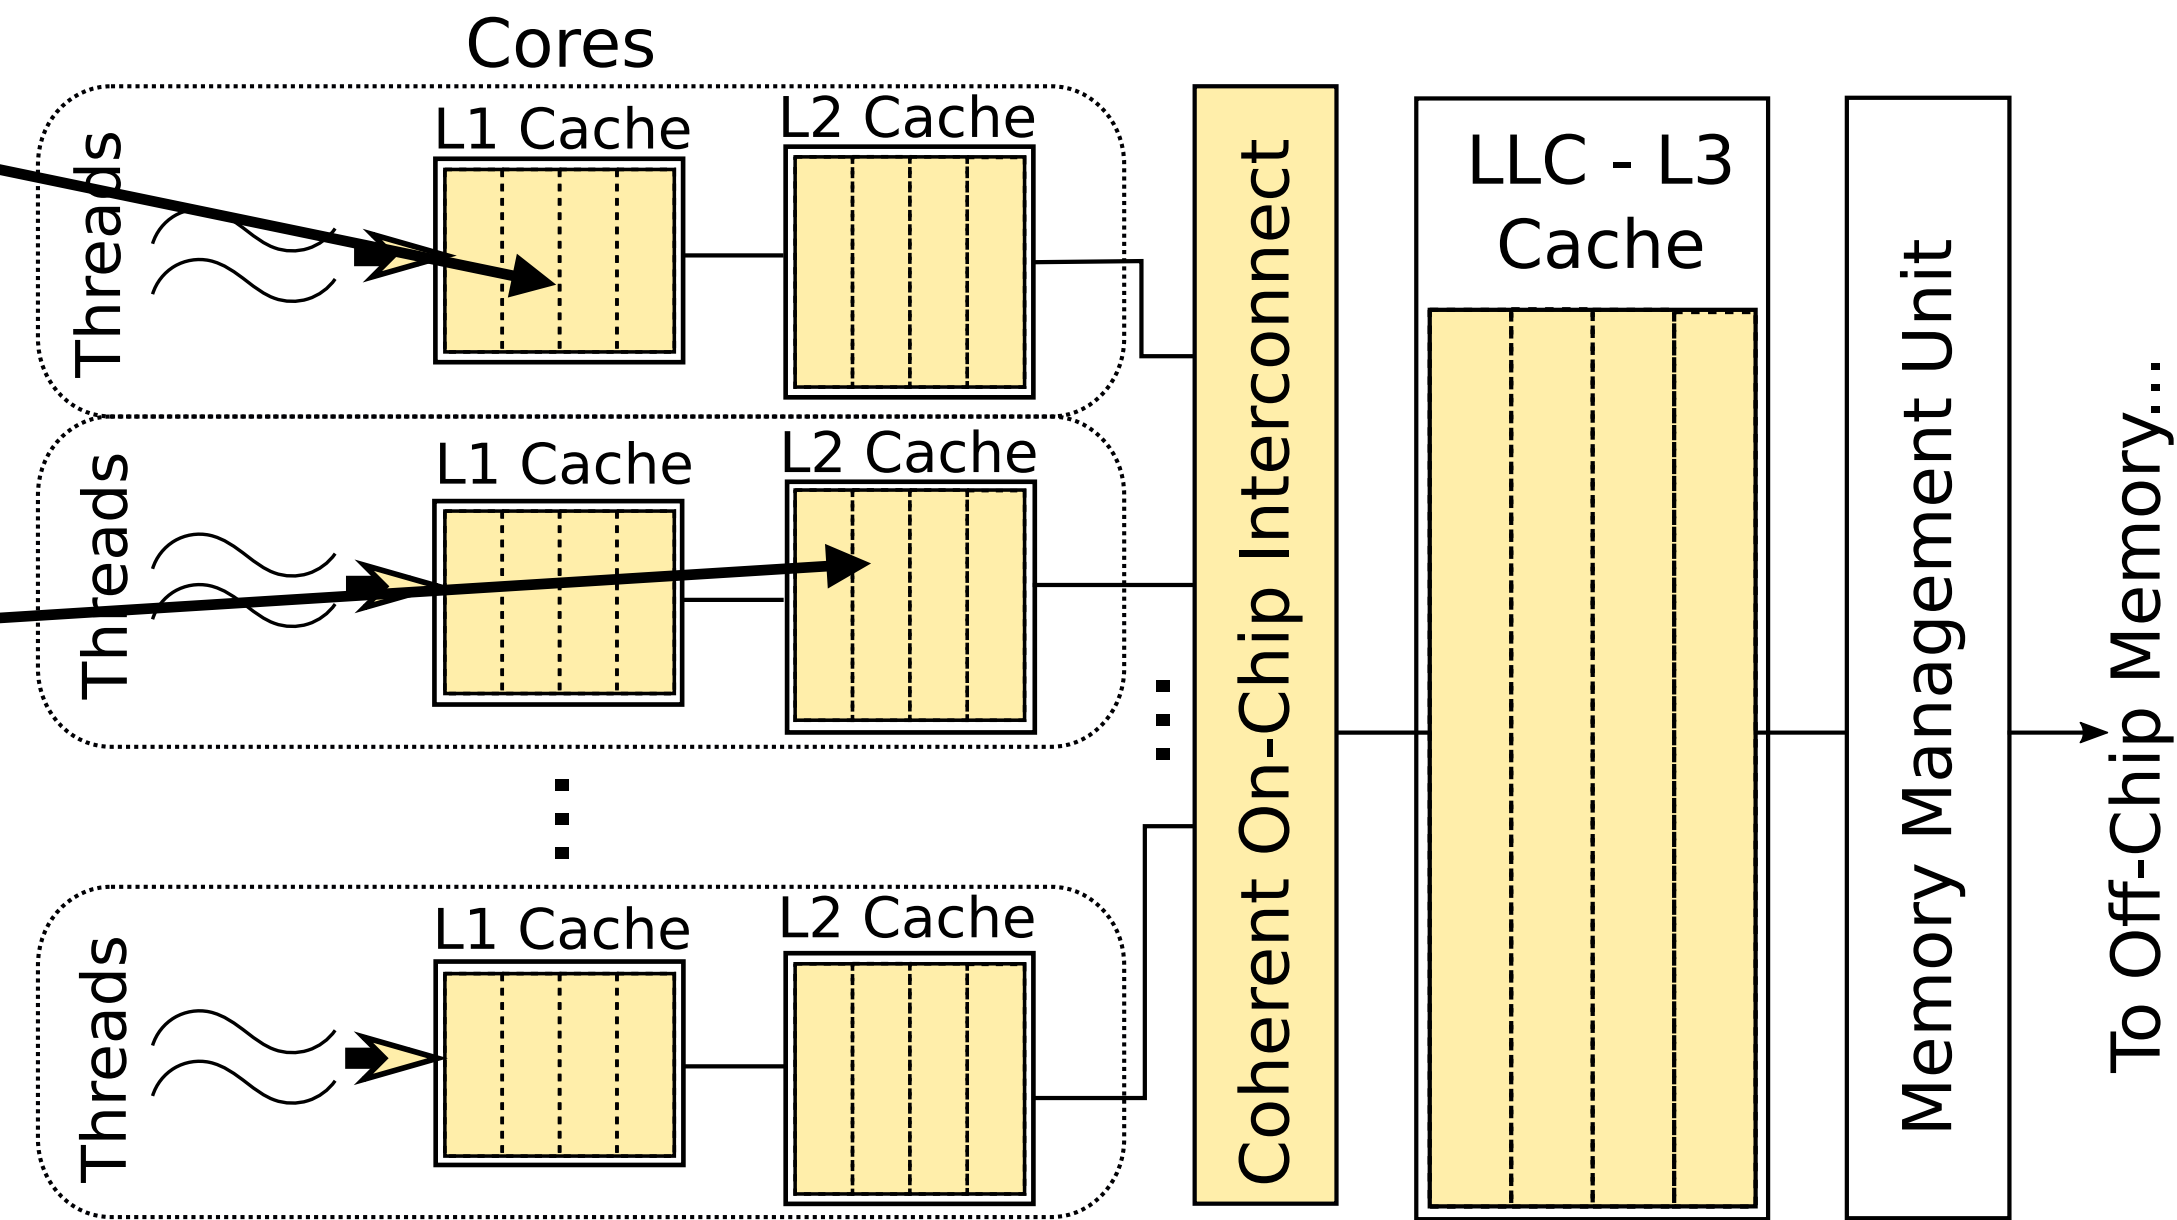 Cores
Threads
L1 Cache
L2 Cache
Threads
L1 Cache
L2 Cache
Threads
L1 Cache
L2 Cache
Coherent On-Chip Interconnect
LLC - L3
Cache
Memory Management Unit
To Off-Chip Memory...